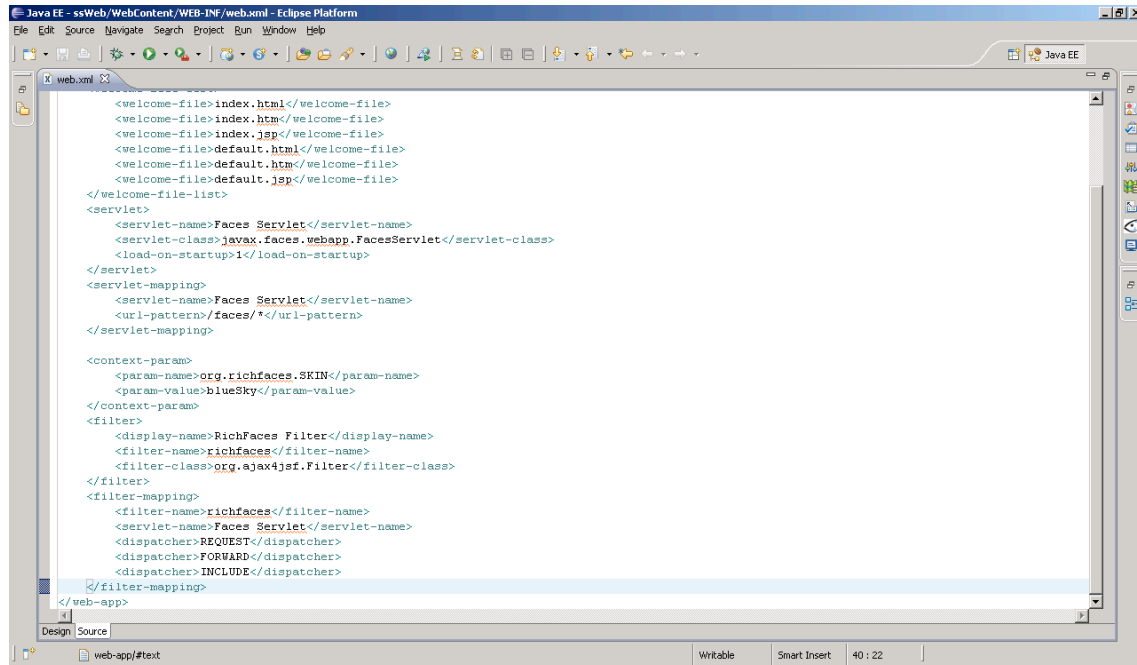 Java EE - ssWeb/WebContent/WEB-INF/web.xml - Eclipse Platform
File Edit Source Navigate Search Project Run Window Help
Java EE
web.xml
<welcome-file>index.html</welcome-file>
<welcome-file>index.htm</welcome-file>
<welcome-file>index.jsp</welcome-file>
<welcome-file>default.html</welcome-file>
<welcome-file>default.htm</welcome-file>
<welcome-file>default.jsp</welcome-file>
</welcome-file-list>
<servlet>
<servlet-name>Faces Servlet</servlet-name>
<servlet-class>javax.faces.webapp.FacesServlet</servlet-class>
<load-on-startup>1</load-on-startup>
</servlet>
<servlet-mapping>
<servlet-name>Faces Servlet</servlet-name>
<url-pattern>/faces/*</url-pattern>
</servlet-mapping>
<context-param>
<param-name>org.richfaces.SKIN</param-name>
<param-value>blueSky</param-value>
</context-param>
<filter>
<display-name>RichFaces Filter</display-name>
<filter-name>richfaces</filter-name>
<filter-class>org.ajax4jsf.Filter</filter-class>
</filter>
<filter-mapping>
<filter-name>richfaces</filter-name>
<servlet-name>Faces Servlet</servlet-name>
<dispatcher>REQUEST</dispatcher>
<dispatcher>FORWARD</dispatcher>
<dispatcher>INCLUDE</dispatcher>
</filter-mapping>
</web-app>
Design Source
web-app/#text Writable Smart Insert 40 : 22